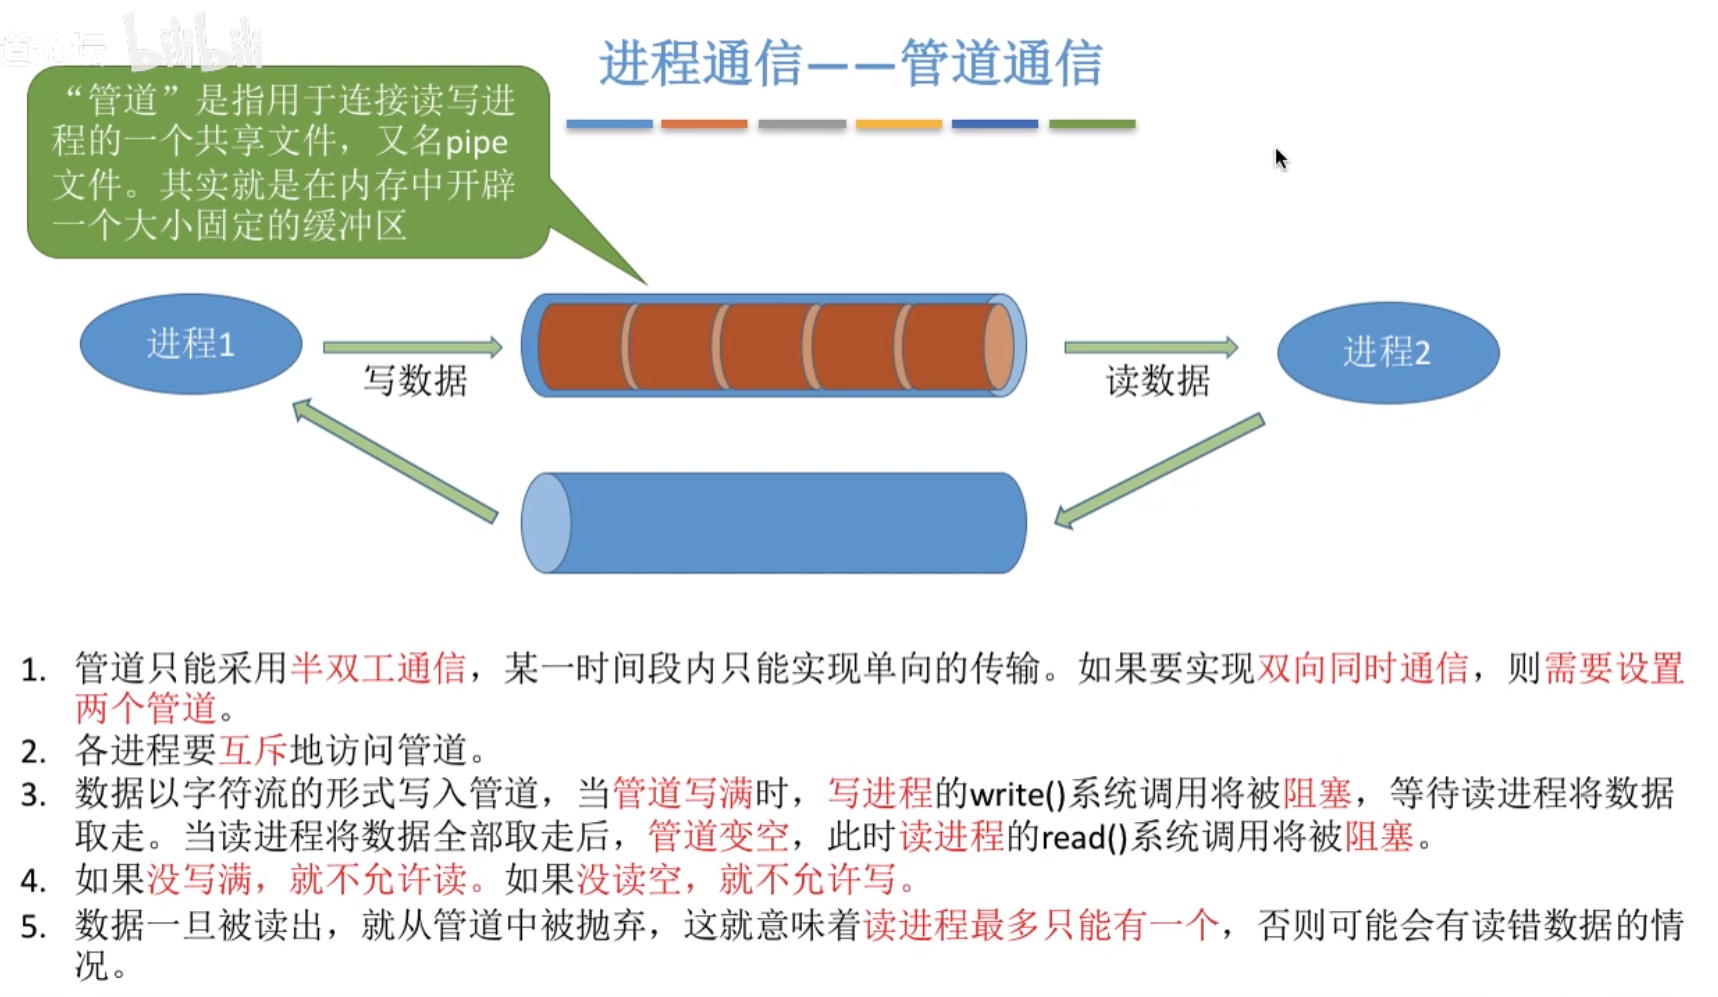 道论坛 bilibili
进程通信——管道通信
“管道”是指用于连接读写进
程的一个共享文件，又名pipe
文件。其实就是在内存中开辟
一个大小固定的缓冲区
进程1
写数据
读数据
进程2
1. 管道只能采用半双工通信，某一时间段内只能实现单向的传输。如果要实现双向同时通信，则需要设置
两个管道。
2. 各进程要互斥地访问管道。
3. 数据以字符流的形式写入管道，当管道写满时，写进程的write()系统调用将被阻塞，等待读进程将数据
取走。当读进程将数据全部取走后，管道变空，此时读进程的read()系统调用将被阻塞。
4. 如果没写满，就不允许读。如果没读空，就不允许写。
5. 数据一旦被读出，就从管道中被抛弃，这就意味着读进程最多只能有一个，否则可能会有读错数据的情
况。